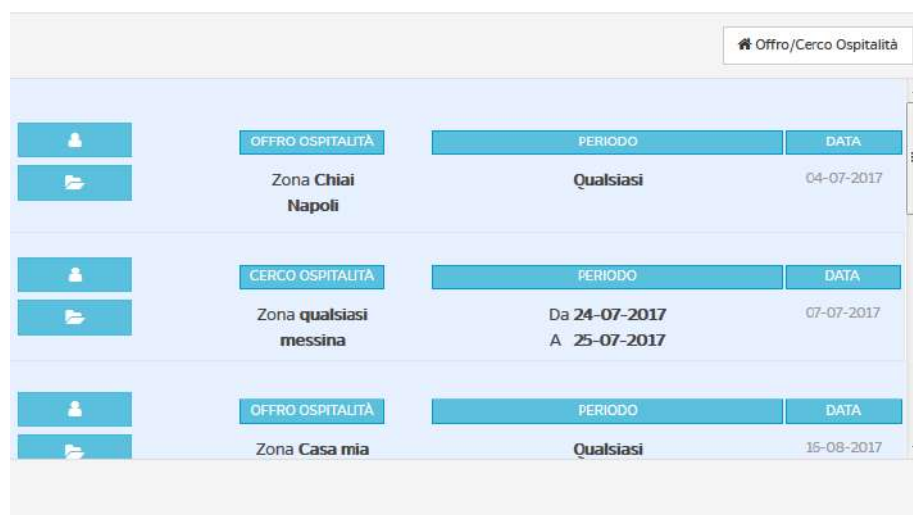 Offro/Cerco Ospitalità
OFFRO OSPITALITÀ PERIODO DATA
Zona Chiai Qualsiasi 04-07-2017
Napoli
CERCO OSPITALITÀ PERIODO DATA
Zona qualsiasi Da 24-07-2017 07-07-2017
messina A 25-07-2017
OFFRO OSPITALITÀ PERIODO DATA
Zona Casa mia Qualsiasi 16-08-2017